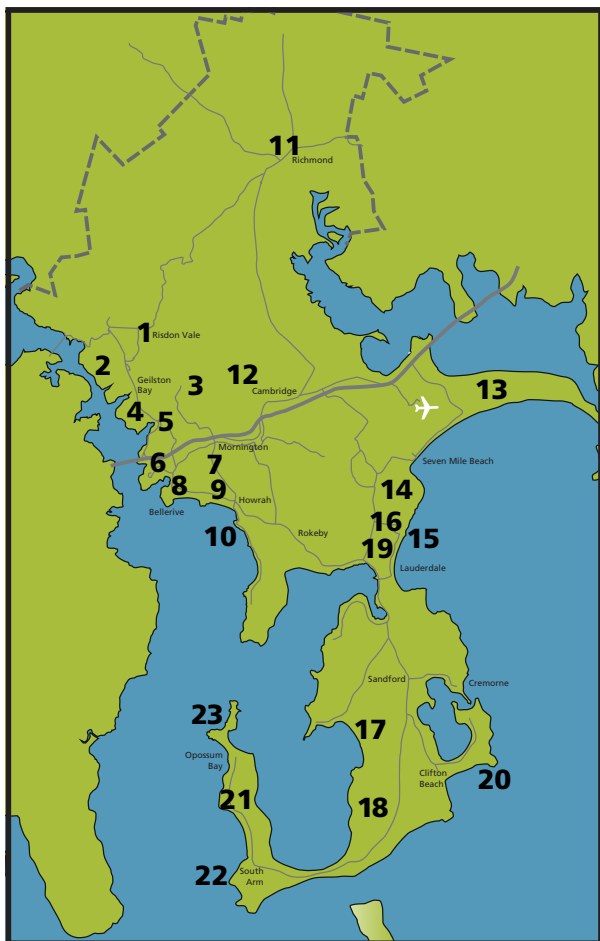 11
Richmond
1
Risdon Vale
2
Geilston
Bay
3
12
Cambridge
13
4
5
Mornington
6
7
Seven Mile Beach
8
9
14
Howrah
Bellerive
10
Rokeby
16
15
19
Lauderdale
Sandford
Cremorne
23
17
Opossum
Bay
Clifton
Beach
20
21
18
22
South
Arm